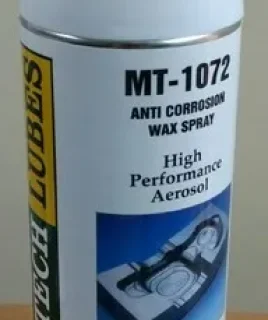 TECH LUBES
MT-1072
ANTI CORROSION
WAX SPRAY
High
Performance
Aerosol